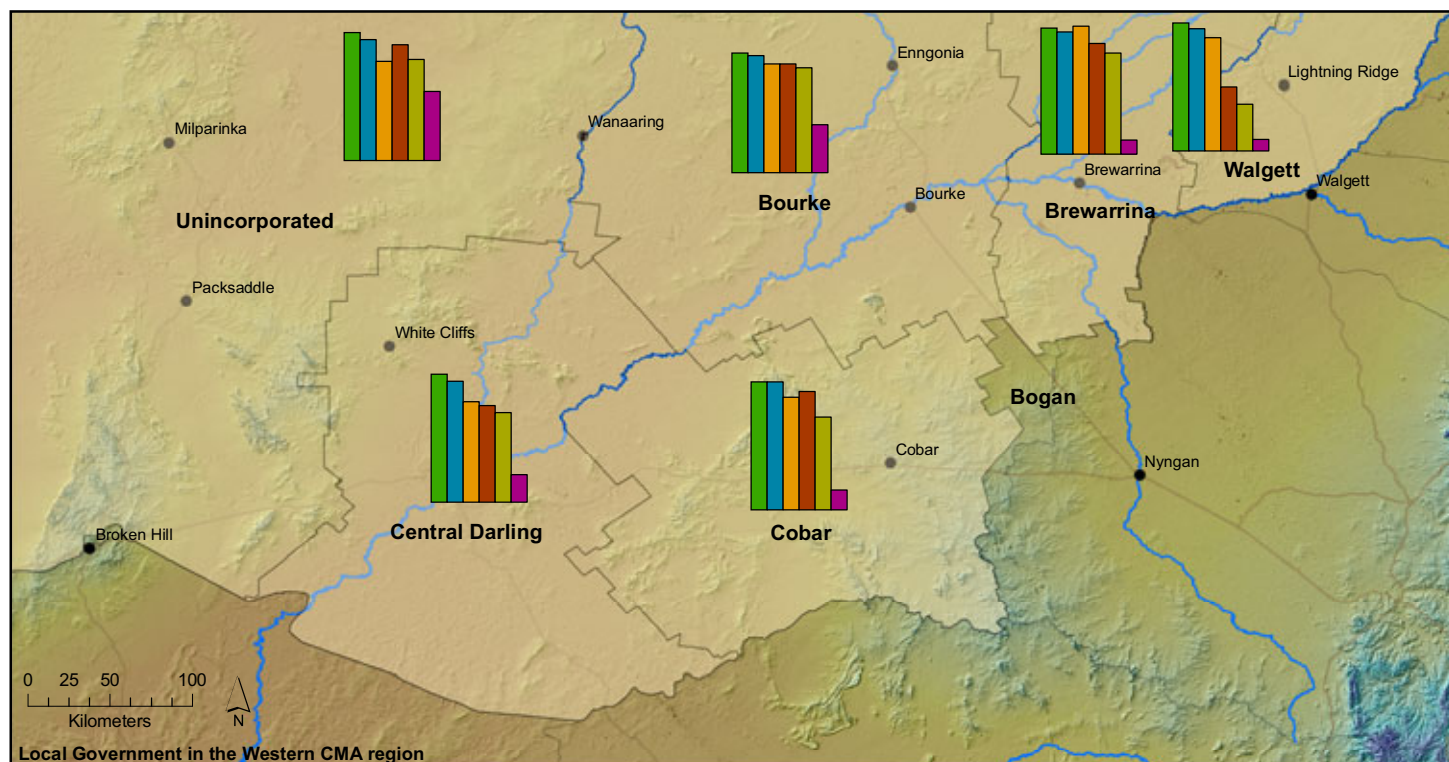 Enngonia
Lightning Ridge
Milparinka
Wanaaring
Brewarrina
Walgett
Walgett
Bourke
Bourke
Brewarrina
Unincorporated
Packsaddle
White Cliffs
Bogan
Cobar
Nyngan
Broken Hill
Central Darling
Cobar
0 25 50 100
Kilometers
N
Local Government in the Western CMA region